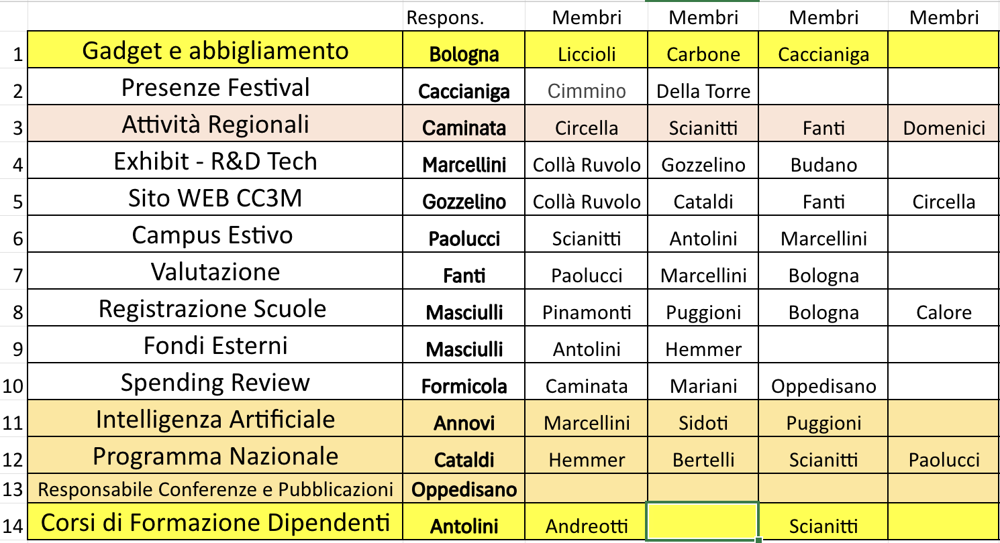 Respons. Membri Membri Membri Membri
1 Gadget e abbigliamento Bologna Liccioli Carbone Caccianiga
2 Presenze Festival Caccianiga Cimmino Della Torre
3 Attività Regionali Caminata Circella Scianitti Fanti Domenici
4 Exhibit - R&D Tech Marcellini Collà Ruvolo Gozzelino Budano
5 Sito WEB CC3M Gozzelino Collà Ruvolo Cataldi Fanti Circella
6 Campus Estivo Paolucci Scianitti Antolini Marcellini
7 Valutazione Fanti Paolucci Marcellini Bologna
8 Registrazione Scuole Masciulli Pinamonti Puggioni Bologna Calore
9 Fondi Esterni Masciulli Antolini Hemmer
10 Spending Review Formicola Caminata Mariani Oppedisano
11 Intelligenza Artificiale Annovi Marcellini Sidoti Puggioni
12 Programma Nazionale Cataldi Hemmer Bertelli Scianitti Paolucci
13 Responsabile Conferenze e Pubblicazioni Oppedisano
14 Corsi di Formazione Dipendenti Antolini Andreotti Scianitti